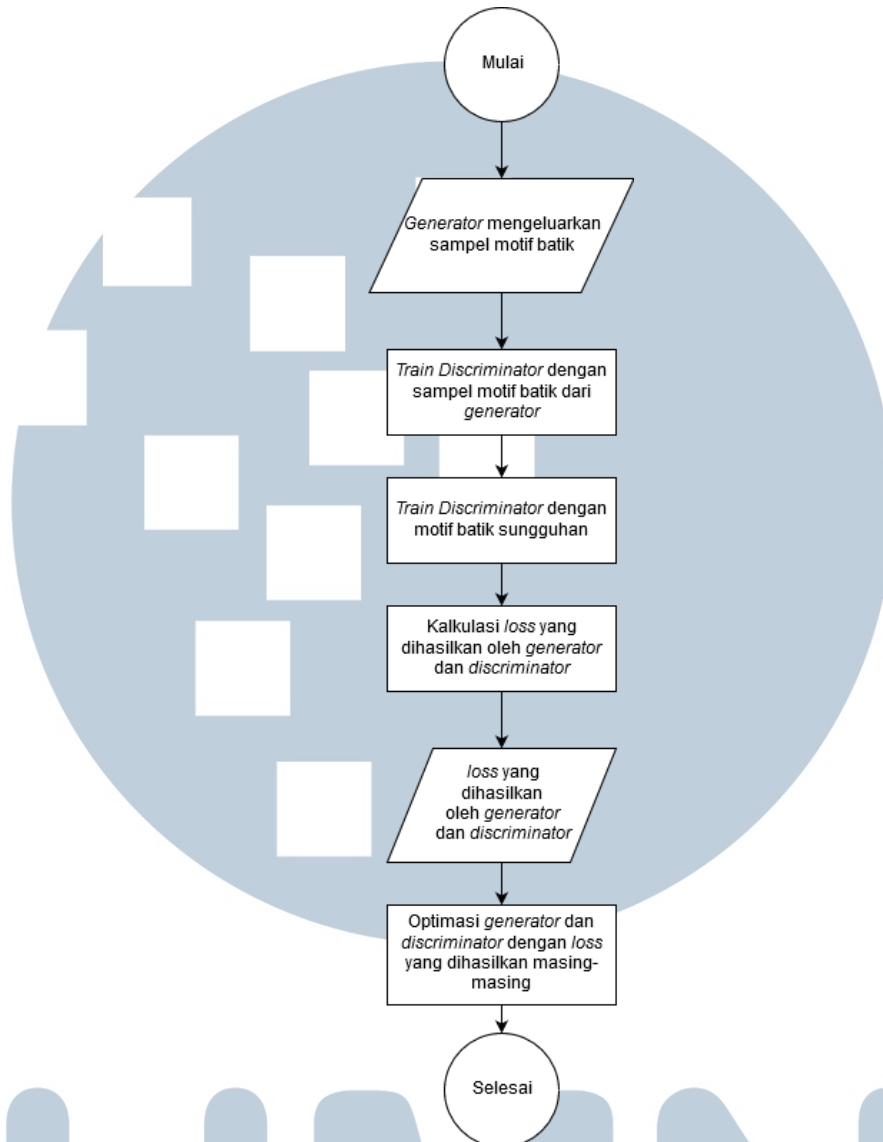 Mulai
Generator mengeluarkan
sampel motif batik
Train Discriminator dengan
sampel motif batik dari
generator
Train Discriminator dengan
motif batik sungguhan
Kalkulasi loss yang
dihasilkan oleh generator
dan discriminator
loss yang
dihasilkan
oleh generator
dan discriminator
Optimasi generator dan
discriminator dengan loss
yang dihasilkan masing-
masing
Selesai